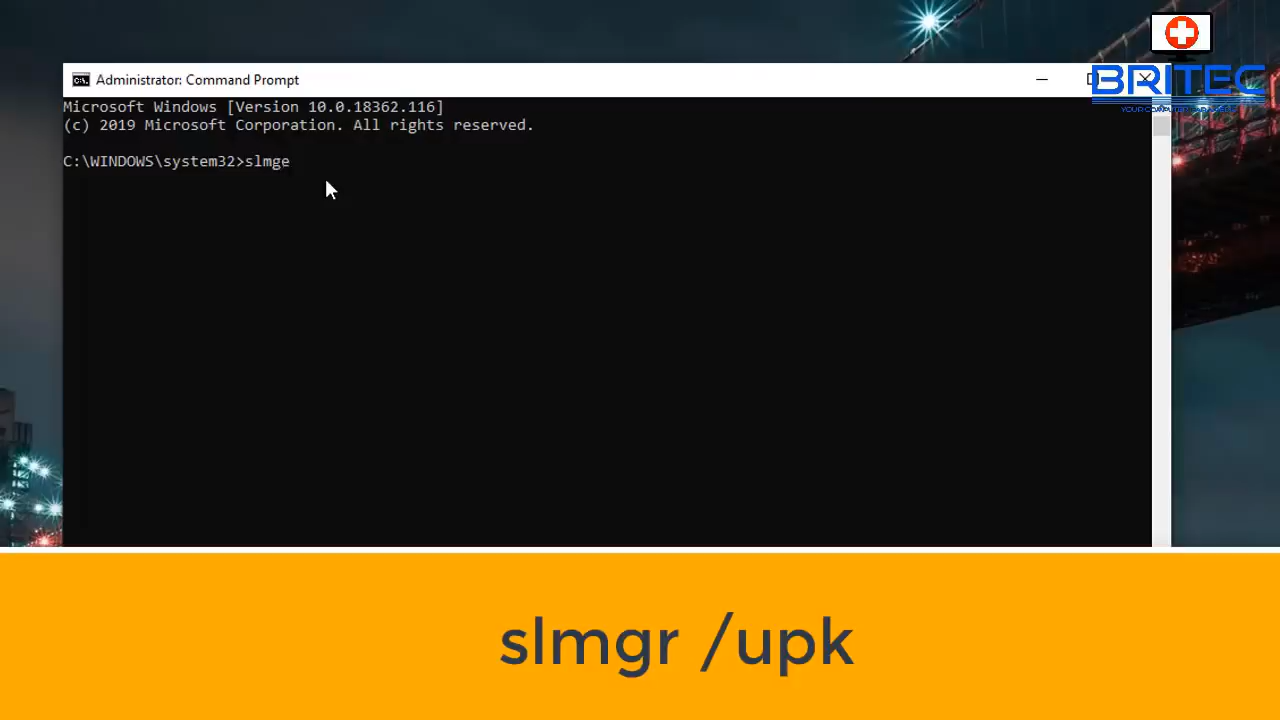 Administrator: Command Prompt
BRITEC
Microsoft Windows [Version 10.0.18362.116]
(c) 2019 Microsoft Corporation. All rights reserved.
C:\WINDOWS\system32>slmge
slmgr /upk